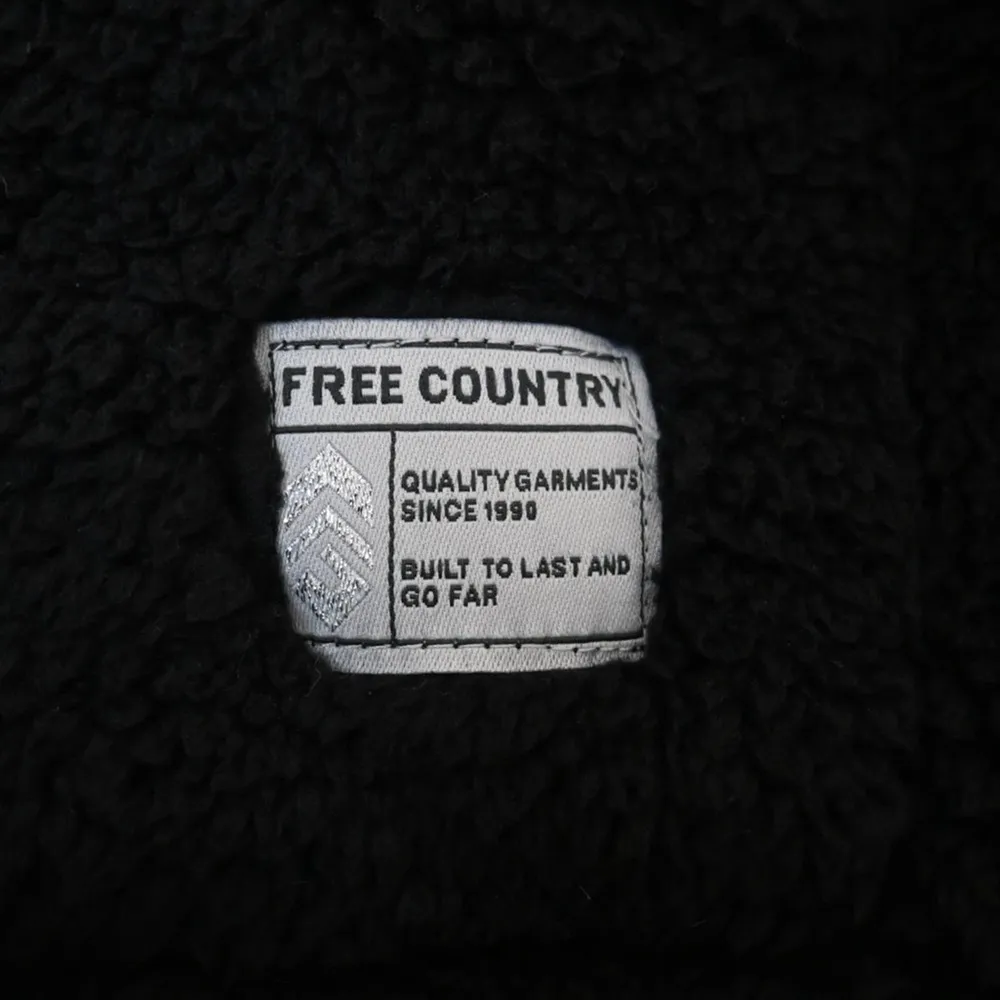 FREE COUNTRY
QUALITY GARMENTS
SINCE 1990
BUILT TO LAST AND
GO FAR